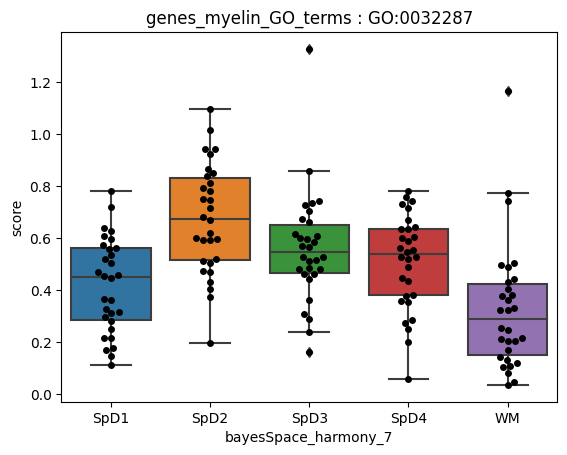 genes_myelin_GO_terms : GO:0032287
score
1.2
1.0
0.8
0.6
0.4
0.2
0.0
SpD1 SpD2 SpD3 SpD4 WM
bayesSpace_harmony_7